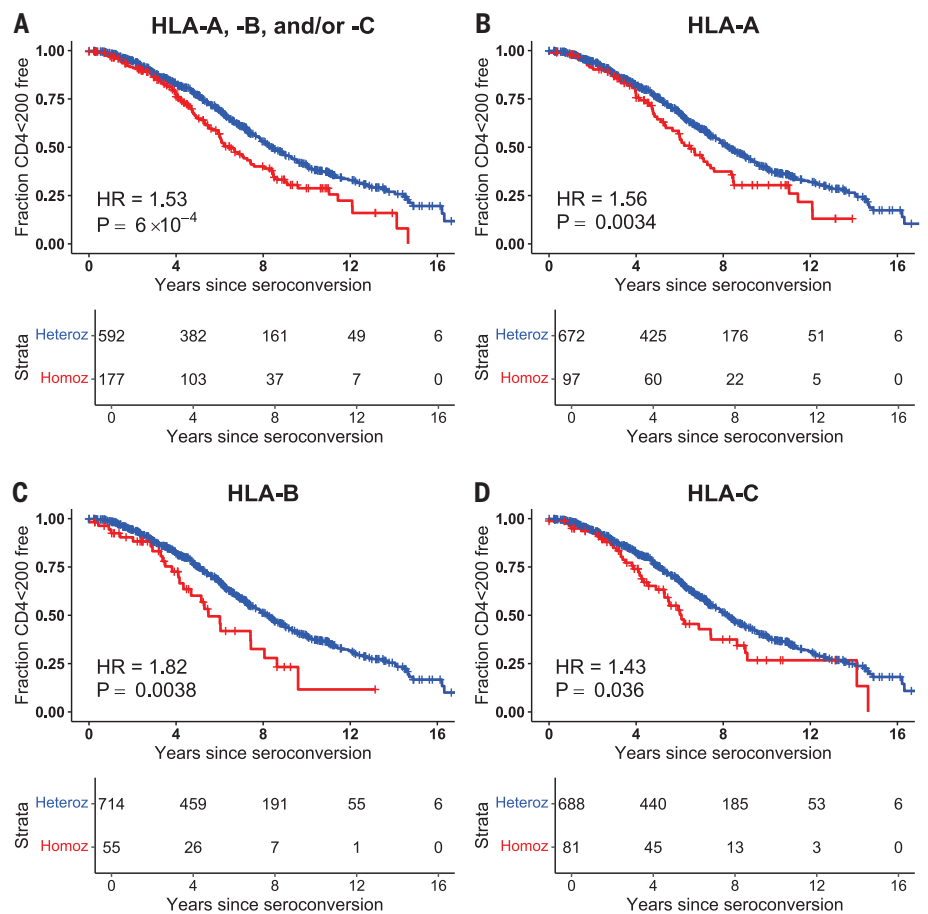 A HLA-A, -B, and/or -C
Fraction CD4<200 free
1.00
0.75
0.50
0.25
0.00
HR = 1.53
P = 6 ×10⁻⁴
0 4 8 12 16
Years since seroconversion
Strata
Heteroz 592 382 161 49 6
Homoz 177 103 37 7 0
0 4 8 12 16
Years since seroconversion
B HLA-A
Fraction CD4<200 free
1.00
0.75
0.50
0.25
0.00
HR = 1.56
P = 0.0034
0 4 8 12 16
Years since seroconversion
Strata
Heteroz 672 425 176 51 6
Homoz 97 60 22 5 0
0 4 8 12 16
Years since seroconversion
C HLA-B
Fraction CD4<200 free
1.00
0.75
0.50
0.25
0.00
HR = 1.82
P = 0.0038
0 4 8 12 16
Years since seroconversion
Strata
Heteroz 714 459 191 55 6
Homoz 55 26 7 1 0
0 4 8 12 16
Years since seroconversion
D HLA-C
Fraction CD4<200 free
1.00
0.75
0.50
0.25
0.00
HR = 1.43
P = 0.036
0 4 8 12 16
Years since seroconversion
Strata
Heteroz 688 440 185 53 6
Homoz 81 45 13 3 0
0 4 8 12 16
Years since seroconversion